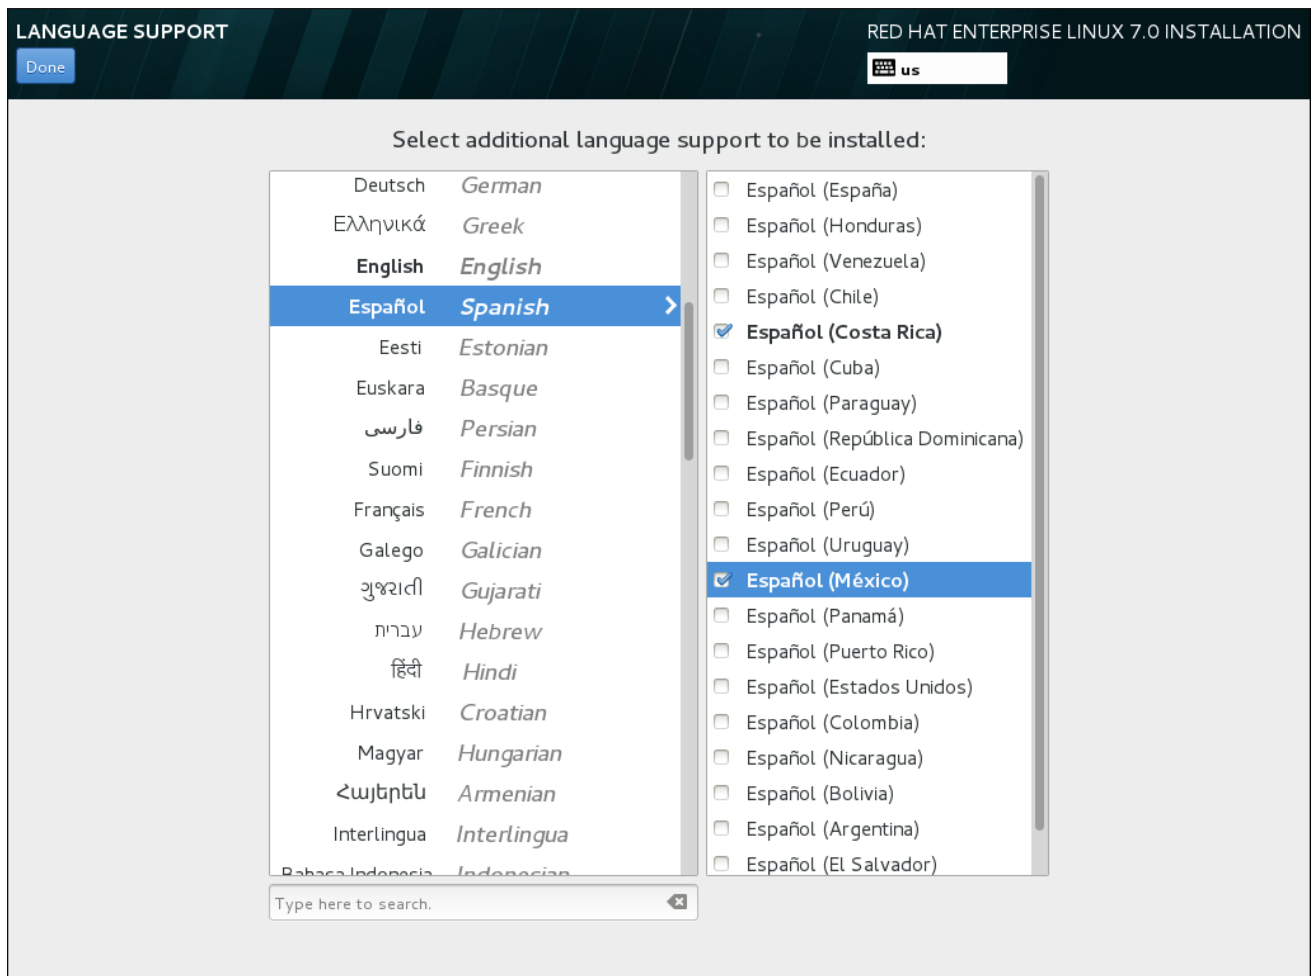 LANGUAGE SUPPORT
RED HAT ENTERPRISE LINUX 7.0 INSTALLATION
Done
us
Select additional language support to be installed:
Deutsch German
Ελληνικά Greek
English English
Español Spanish
Eesti Estonian
Euskara Basque
فارسی Persian
Suomi Finnish
Français French
Galego Galician
ગુજરાતી Gujarati
עברית Hebrew
हिंदी Hindi
Hrvatski Croatian
Magyar Hungarian
Հայերեն Armenian
Interlingua Interlingua
Bahasa Indonesia Indonesian
Type here to search.
Español (España)
Español (Honduras)
Español (Venezuela)
Español (Chile)
Español (Costa Rica)
Español (Cuba)
Español (Paraguay)
Español (República Dominicana)
Español (Ecuador)
Español (Perú)
Español (Uruguay)
Español (México)
Español (Panamá)
Español (Puerto Rico)
Español (Estados Unidos)
Español (Colombia)
Español (Nicaragua)
Español (Bolivia)
Español (Argentina)
Español (El Salvador)